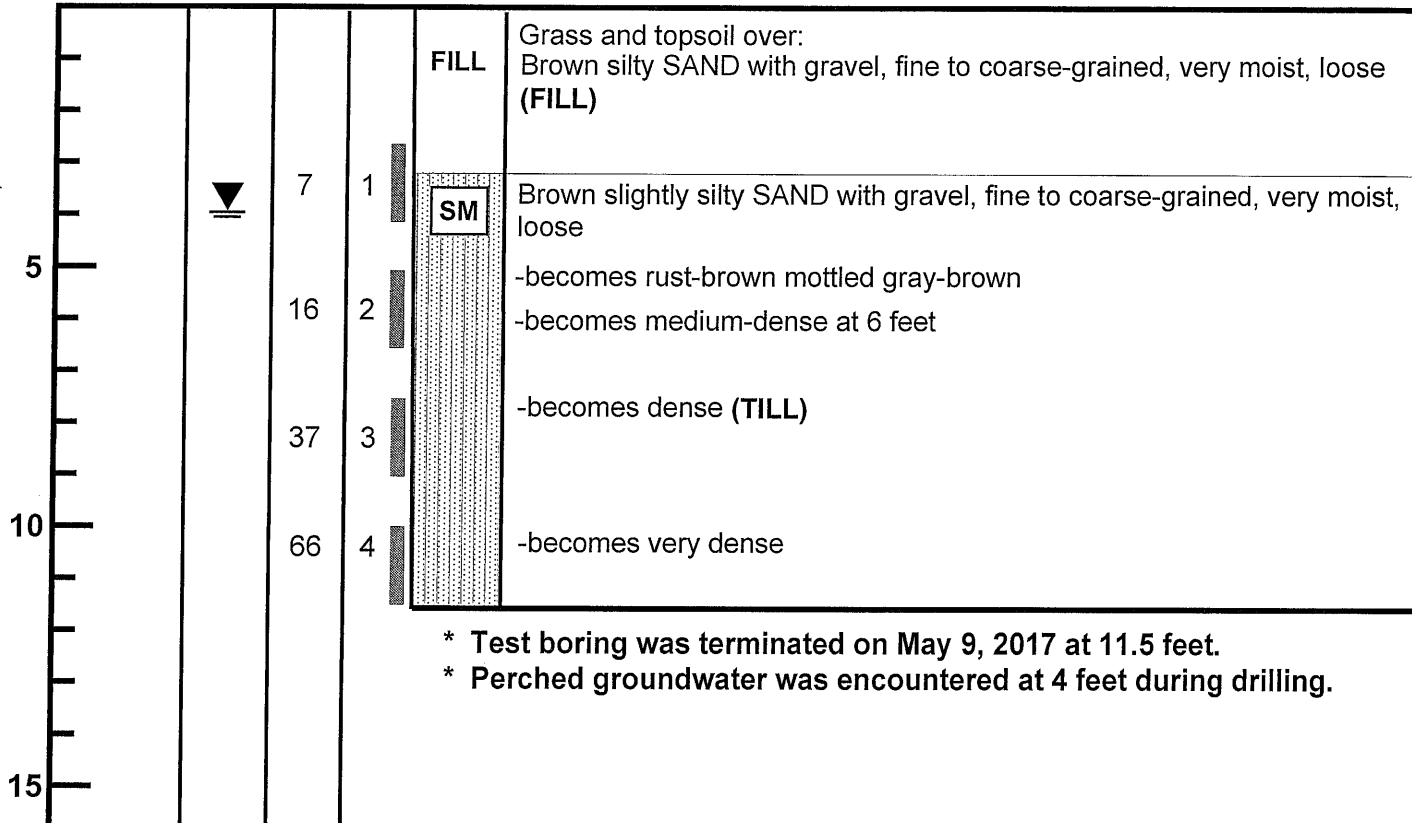 Grass and topsoil over:
FILL Brown silty SAND with gravel, fine to coarse-grained, very moist, loose
(FILL)
7 1
SM Brown slightly silty SAND with gravel, fine to coarse-grained, very moist,
loose
5
-becomes rust-brown mottled gray-brown
16 2 -becomes medium-dense at 6 feet
-becomes dense (TILL)
37 3
10
66 4 -becomes very dense
* Test boring was terminated on May 9, 2017 at 11.5 feet.
* Perched groundwater was encountered at 4 feet during drilling.
15